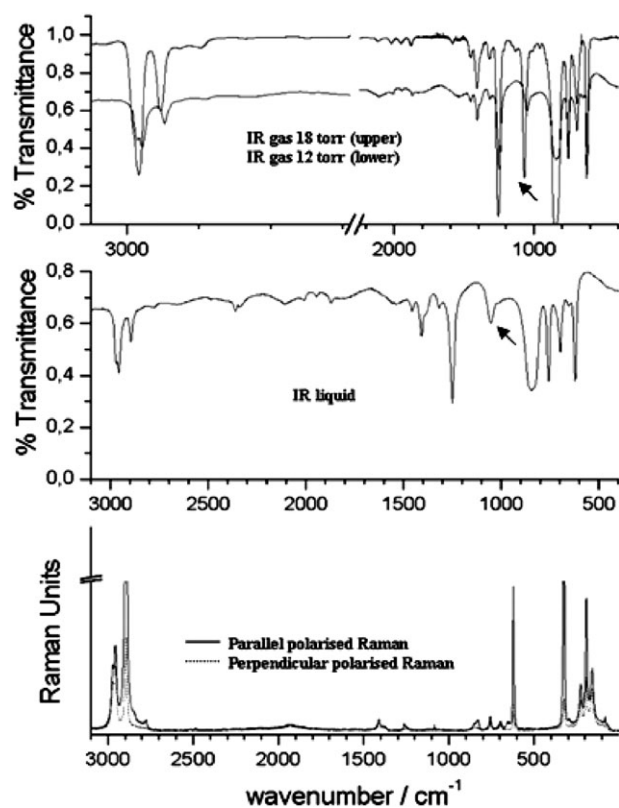 % Transmittance
1,0
0,8
0,6
0,4
0,2
0,0
IR gas 18 torr (upper)
IR gas 12 torr (lower)
3000 2000 1000
% Transmittance
0,8
0,6
0,4
0,2
0,0
IR liquid
3000 2500 2000 1500 1000 500
Raman Units
Parallel polarised Raman
Perpendicular polarised Raman
3000 2500 2000 1500 1000 500
wavenumber / cm⁻¹